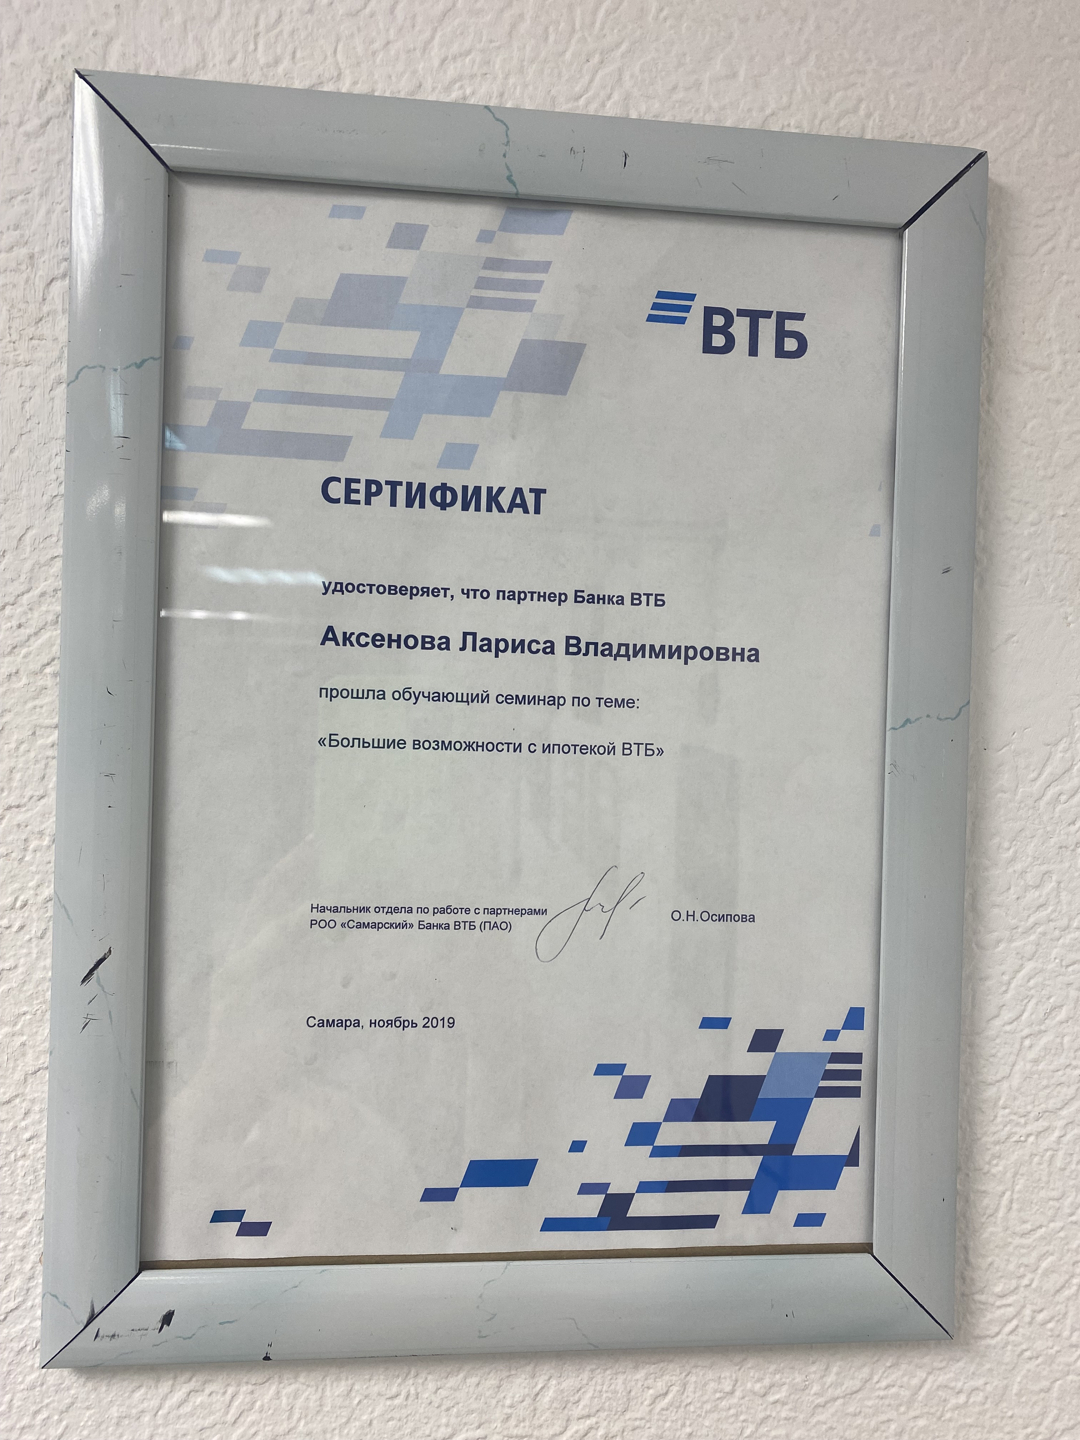 ВТБ
СЕРТИФИКАТ
удостоверяет, что партнер Банка ВТБ
Аксенова Лариса Владимировна
прошла обучающий семинар по теме:
«Большие возможности с ипотекой ВТБ»
Начальник отдела по работе с партнерами
РОО «Самарский» Банка ВТБ (ПАО)
О.Н.Осипова
Самара, ноябрь 2019